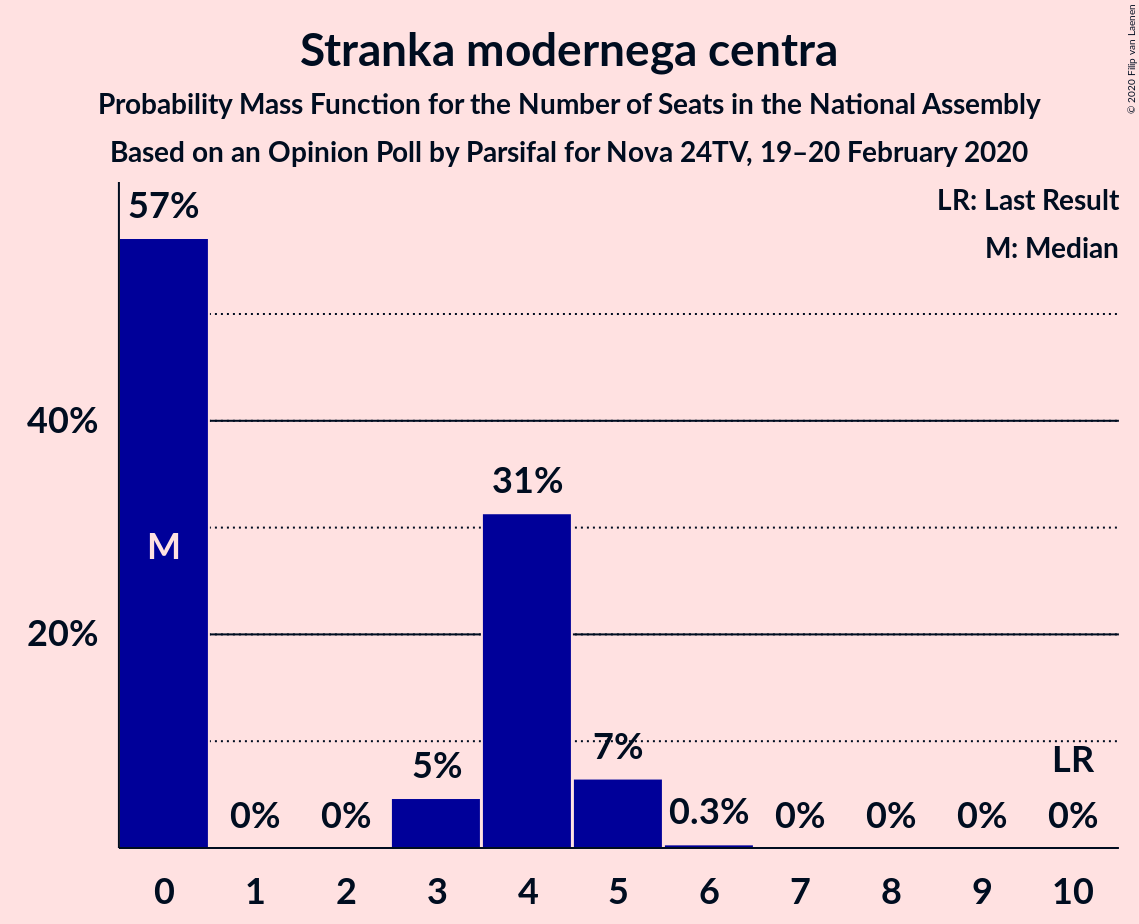 Stranka modernega centra
Probability Mass Function for the Number of Seats in the National Assembly
Based on an Opinion Poll by Parsifal for Nova 24TV, 19–20 February 2020
© 2020 Filip van Laenen
LR: Last Result
M: Median
57%
40%
31%
M
20%
7%
5%
LR
0%
0%
0.3%
0%
0%
0%
0%
0 1 2 3 4 5 6 7 8 9 10